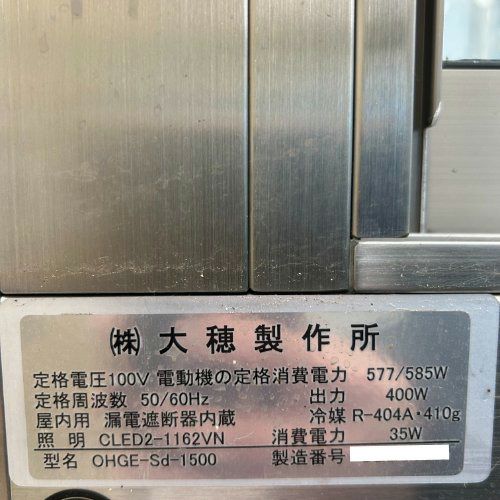 ㈱ 大穂製作所
定格電圧100V 電動機の定格消費電力 577/585W
定格周波数 50/60Hz 出力 400W
屋内用 漏電遮断器内蔵 冷媒 R-404A・410g
照明 CLED2-1162VN 消費電力 35W
型名 OHGE-Sd-1500 製造番号